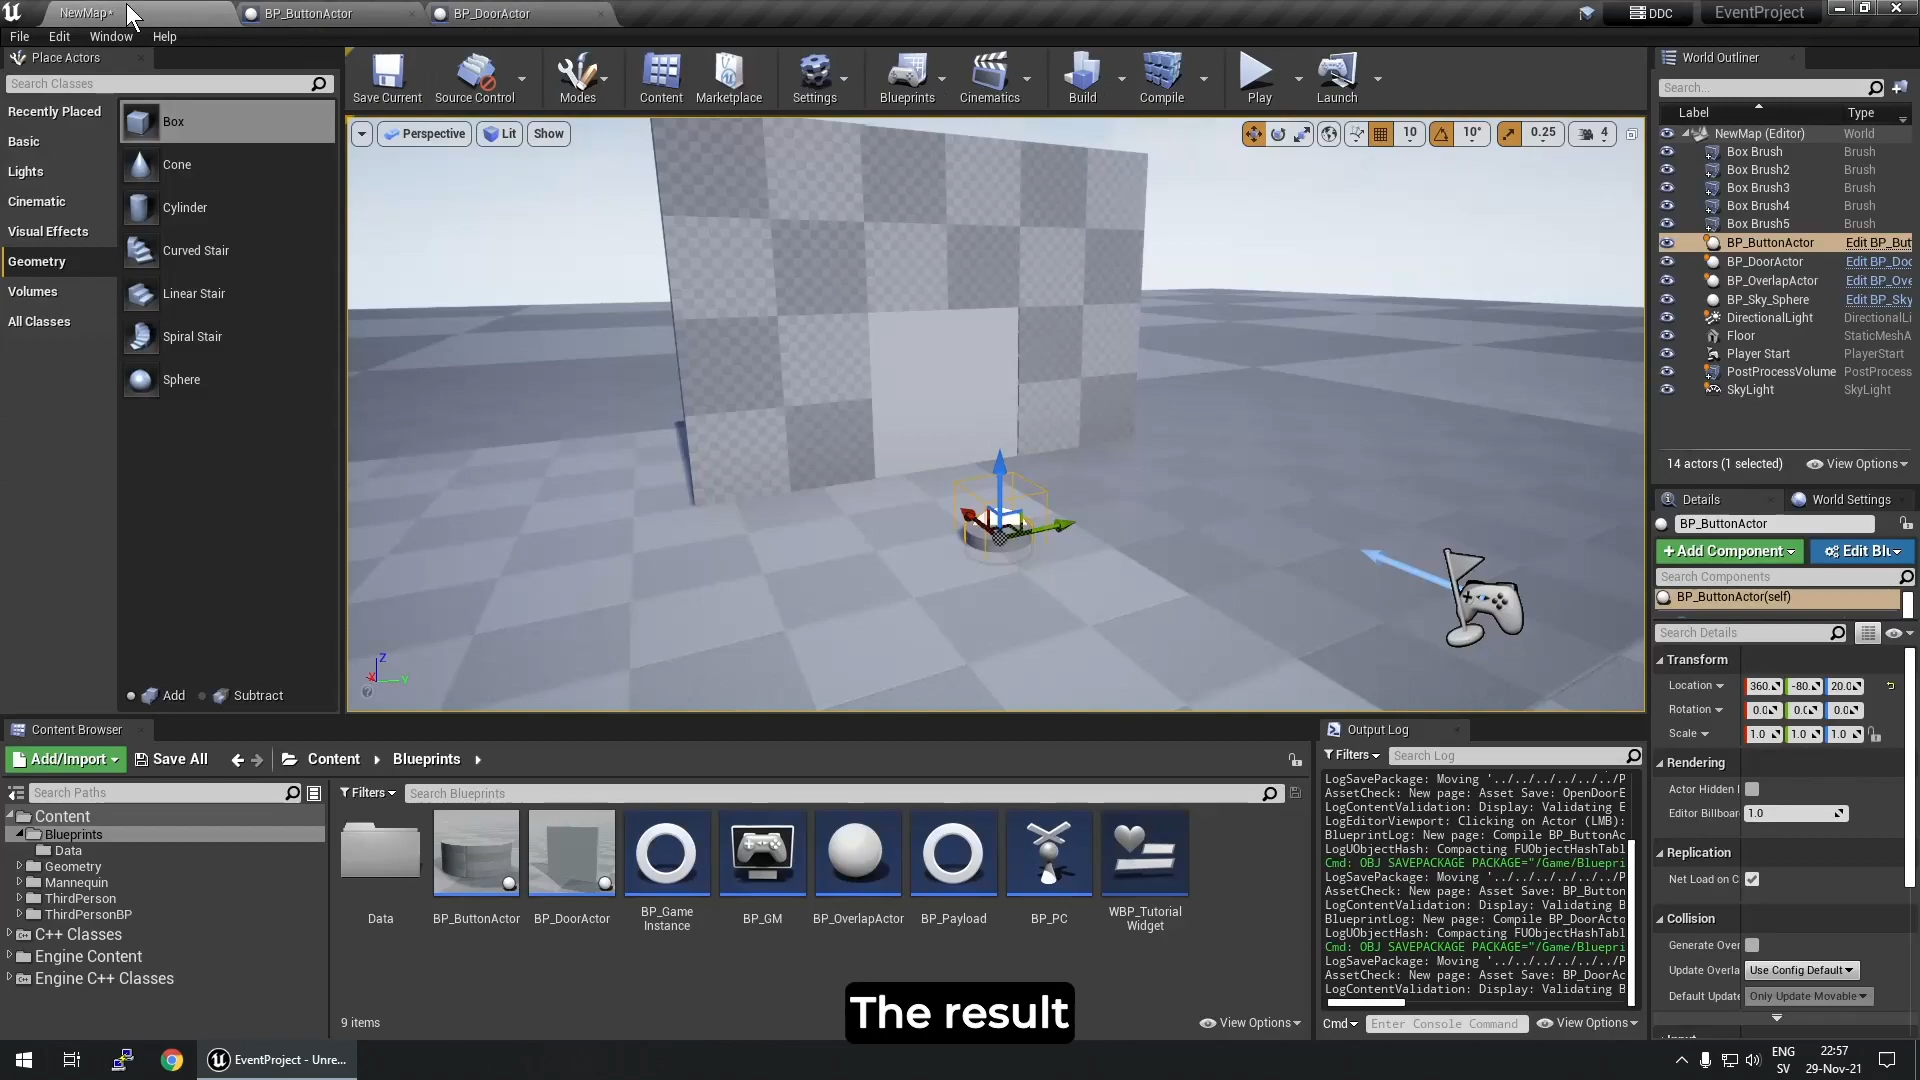 NewMap*
BP_ButtonActor
BP_DoorActor
DDC
EventProject
File
Edit
Window
Help
Place Actors
Search Classes
Recently Placed
Basic
Lights
Cinematic
Visual Effects
Geometry
Volumes
All Classes
Box
Cone
Cylinder
Curved Stair
Linear Stair
Spiral Stair
Sphere
Add
Subtract
Save Current
Source Control
Modes
Content
Marketplace
Settings
Blueprints
Cinematics
Build
Compile
Play
Launch
Perspective
Lit
Show
10
10°
0.25
4
Z
X
Y
World Outliner
Search...
Label
Type
NewMap (Editor) World
Box Brush Brush
Box Brush2 Brush
Box Brush3 Brush
Box Brush4 Brush
Box Brush5 Brush
BP_ButtonActor Edit BP_But
BP_DoorActor Edit BP_Doo
BP_OverlapActor Edit BP_Ove
BP_Sky_Sphere Edit BP_Sky
DirectionalLight DirectionalLi
Floor StaticMeshA
Player Start PlayerStart
PostProcessVolume PostProcess
SkyLight SkyLight
14 actors (1 selected)
View Options
Details
World Settings
BP_ButtonActor
+Add Component
Edit Blu
Search Components
BP_ButtonActor(self)
Search Details
Transform
Location 360. -80. 20.0
Rotation 0.0 0.0 0.0
Scale 1.0 1.0 1.0
Rendering
Actor Hidden I
Editor Billboar 1.0
Replication
Net Load on C
Collision
Generate Over
Update Overla Use Config Default
Default Update Only Update Movable
Content Browser
Add/Import
Save All
Content
Blueprints
Search Paths
Filters
Search Blueprints
Content
Blueprints
Data
Geometry
Mannequin
ThirdPerson
ThirdPersonBP
C++ Classes
Engine Content
Engine C++ Classes
Data
BP_ButtonActor
BP_DoorActor
BP_Game
Instance
BP_GM
BP_OverlapActor
BP_Payload
BP_PC
WBP_Tutorial
Widget
9 items
View Options
Output Log
Filters
Search Log
LogSavePackage: Moving '../../../../../../P
AssetCheck: New page: Asset Save: OpenDoorE
LogContentValidation: Display: Validating E
LogEditorViewport: Clicking on Actor (LMB):
BlueprintLog: New page: Compile BP_ButtonAc
LogUObjectHash: Compacting FUObjectHashTabl
Cmd: OBJ SAVEPACKAGE PACKAGE="/Game/Bluepri
LogSavePackage: Moving '../../../../../../P
AssetCheck: New page: Asset Save: BP_Button
LogContentValidation: Display: Validating B
BlueprintLog: New page: Compile BP_DoorActo
LogUObjectHash: Compacting FUObjectHashTabl
Cmd: OBJ SAVEPACKAGE PACKAGE="/Game/Bluepri
LogSavePackage: Moving '../../../../../../P
AssetCheck: New page: Asset Save: BP_DoorAc
LogContentValidation: Display: Validating B
Cmd
Enter Console Command
View Options
The result
EventProject - Unre...
ENG
SV
22:57
29-Nov-21